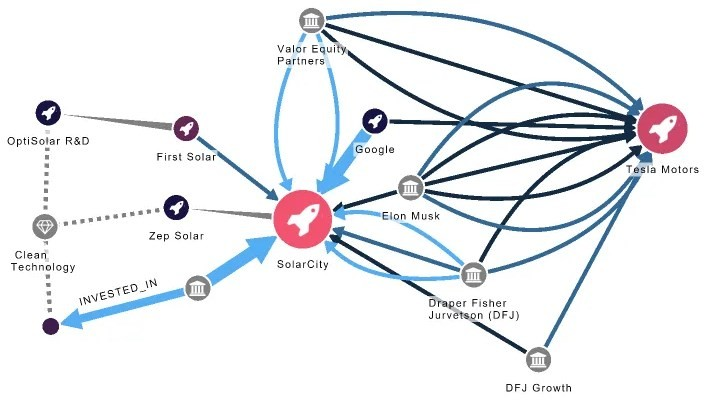 Valor Equity
Partners
OptiSolar R&D
First Solar
Google
Tesla Motors
Elon Musk
Zep Solar
Clean
Technology
SolarCity
INVESTED_IN
Draper Fisher
Jurvetson (DFJ)
DFJ Growth